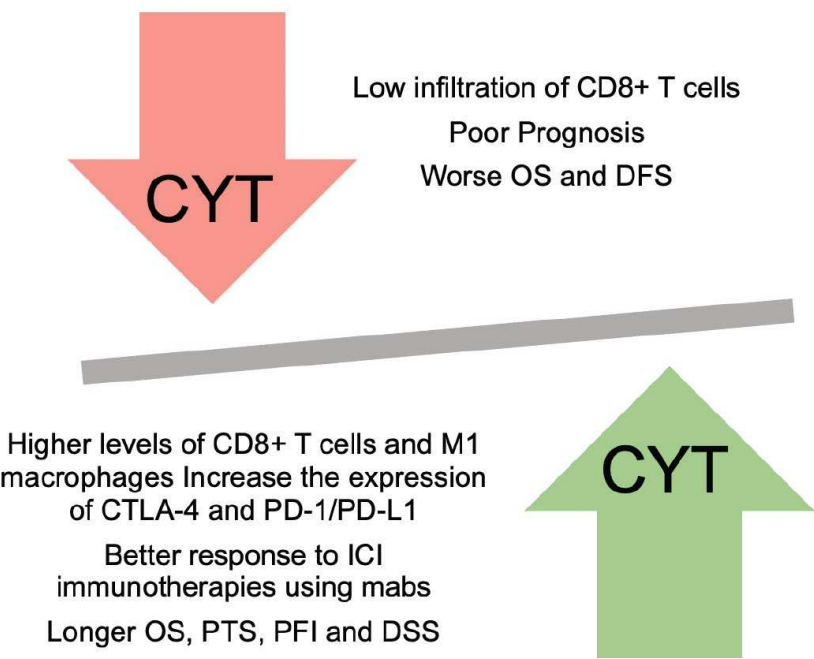 Low infiltration of CD8+ T cells
Poor Prognosis
Worse OS and DFS
CYT
Higher levels of CD8+ T cells and M1
macrophages Increase the expression
of CTLA-4 and PD-1/PD-L1
Better response to ICI
immunotherapies using mabs
Longer OS, PTS, PFI and DSS
CYT